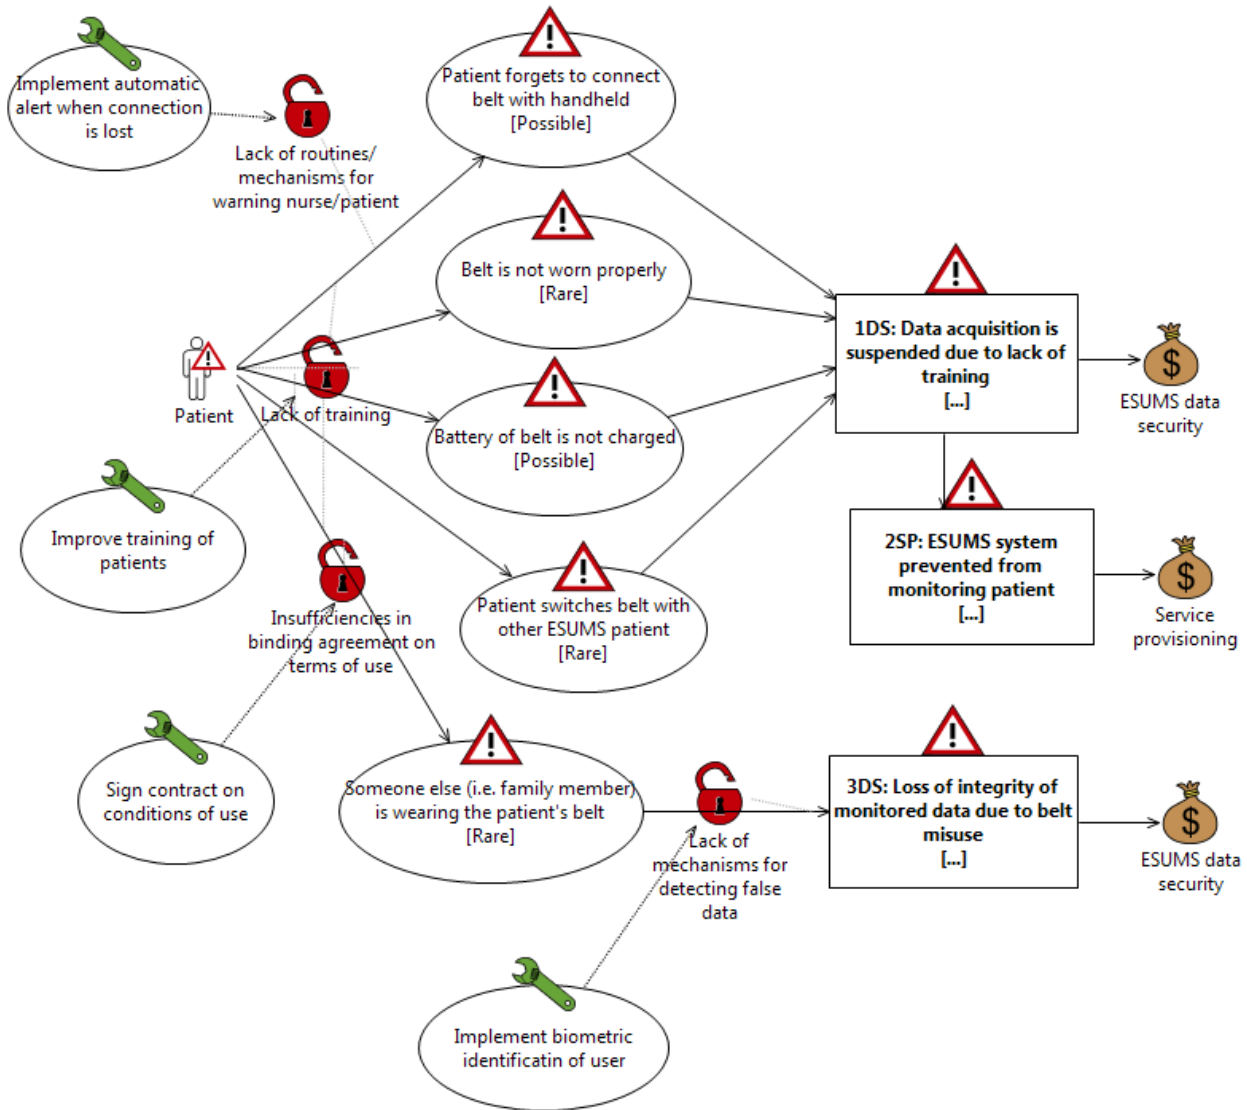 Implement automatic
alert when connection
is lost
Lack of routines/
mechanisms for
warning nurse/patient
Patient forgets to connect
belt with handheld
[Possible]
Belt is not worn properly
[Rare]
Patient
Lack of training
Battery of belt is not charged
[Possible]
1DS: Data acquisition is
suspended due to lack of
training
[...]
$
ESUMS data
security
Improve training of
patients
Insufficiencies in
binding agreement on
terms of use
Patient switches belt with
other ESUMS patient
[Rare]
2SP: ESUMS system
prevented from
monitoring patient
[...]
$
Service
provisioning
Sign contract on
conditions of use
Someone else (i.e. family member)
is wearing the patient's belt
[Rare]
Lack of
mechanisms for
detecting false
data
3DS: Loss of integrity of
monitored data due to belt
misuse
[...]
$
ESUMS data
security
Implement biometric
identificatin of user